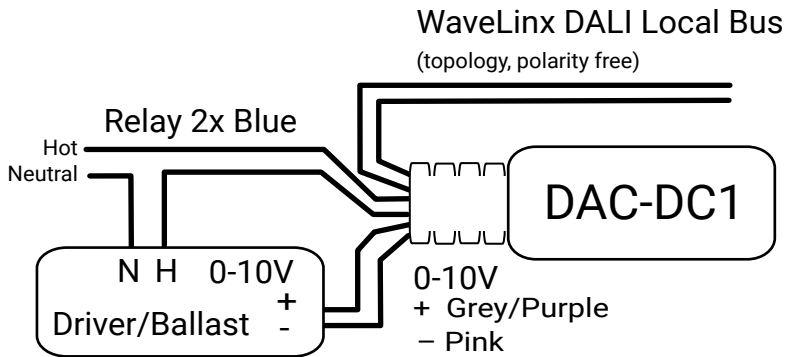 WaveLinx DALI Local Bus
(topology, polarity free)
Relay 2x Blue
Hot
Neutral
DAC-DC1
N H 0-10V
+
Driver/Ballast -
0-10V
+ Grey/Purple
– Pink